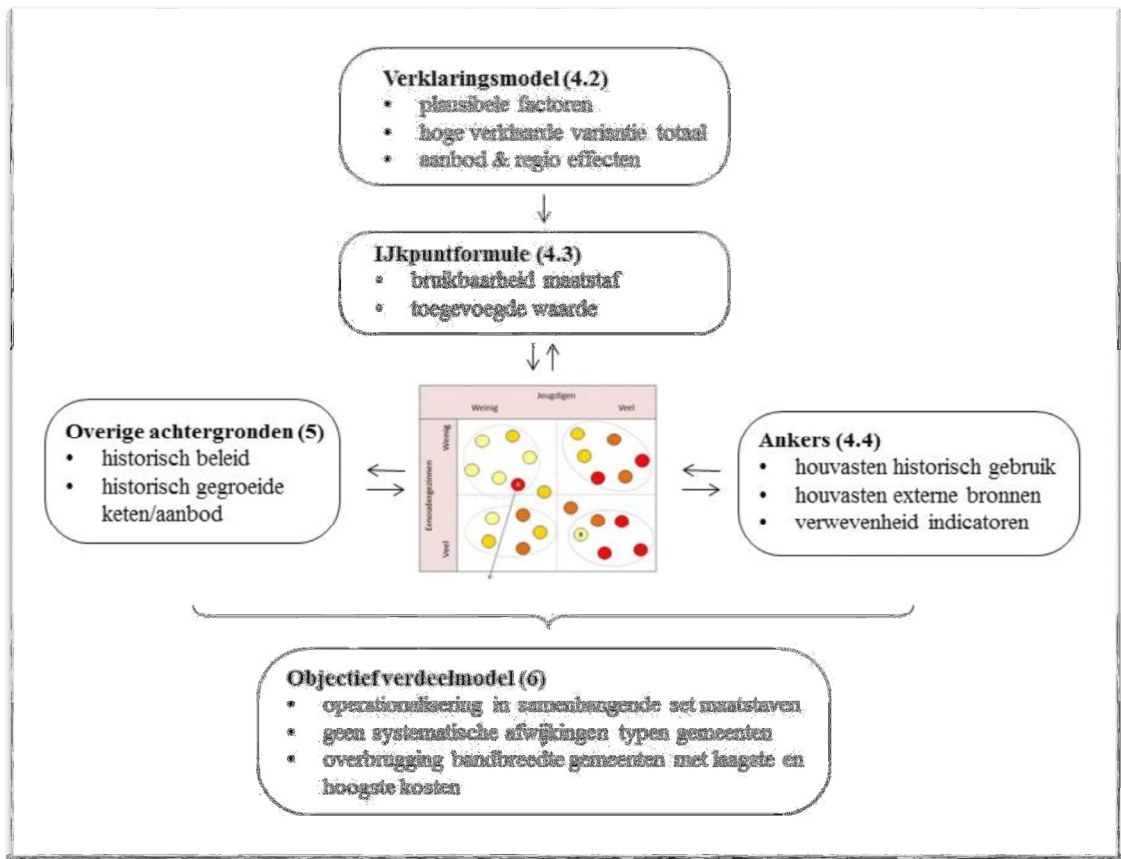 Verklaringsmodel (4.2)
• plausibele factoren
• hoge verklaarde variantie totaal
• aanbod & regio effecten
IJkpuntformule (4.3)
• bruikbaarheid maatstaf
• toegevoegde waarde
Overige achtergronden (5)
• historisch beleid
• historisch gegroeide
keten/aanbod
Jeugdigen
Weinig Veel
Eenoudergezinnen
Weinig
Veel
Ankers (4.4)
• houvasten historisch gebruik
• houvasten externe bronnen
• verwevenheid indicatoren
Objectief verdeelmodel (6)
• operationalisering in samenhangende set maatstaven
• geen systematische afwijkingen typen gemeenten
• overbrugging bandbreedte gemeenten met laagste en
hoogste kosten